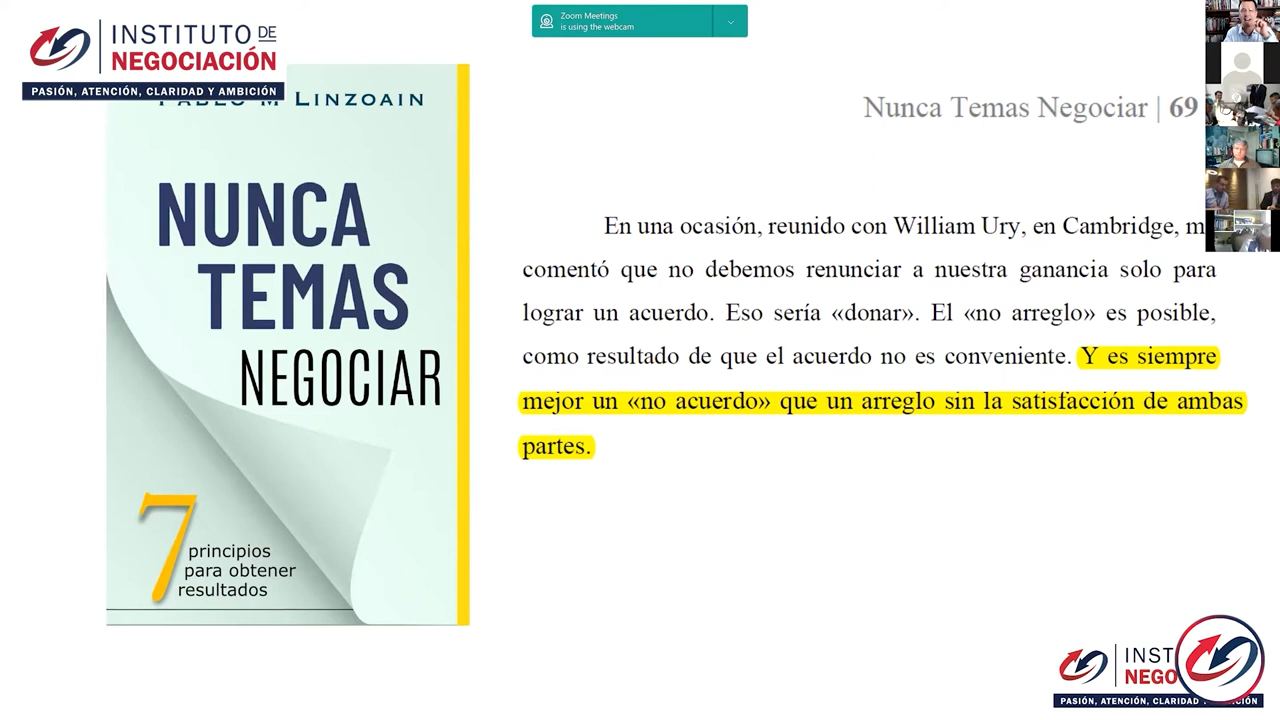 Zoom Meetings
is using the webcam
INSTITUTO DE
NEGOCIACIÓN
PASIÓN, ATENCIÓN, CLARIDAD Y AMBICIÓN
LINZOAIN
NUNCA
TEMAS
NEGOCIAR
7
principios
para obtener
resultados
Nunca Temas Negociar | 69
En una ocasión, reunido con William Ury, en Cambridge, m
comentó que no debemos renunciar a nuestra ganancia solo para
lograr un acuerdo. Eso sería «donar». El «no arreglo» es posible,
como resultado de que el acuerdo no es conveniente. Y es siempre
mejor un «no acuerdo» que un arreglo sin la satisfacción de ambas
partes.
INST
NEGO
PASIÓN, ATENCIÓN, CLARIDAD